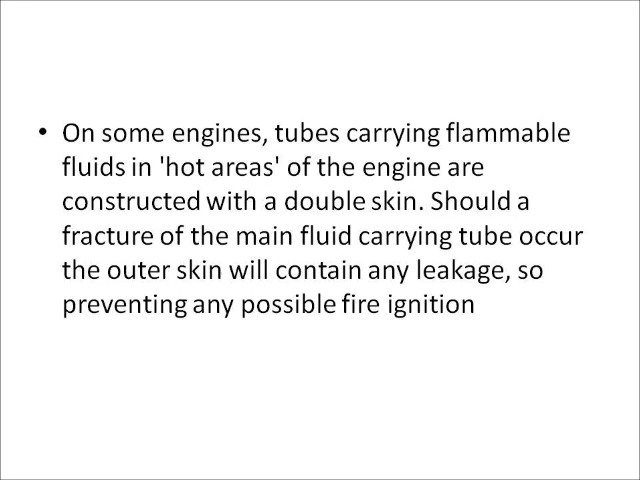 • On some engines, tubes carrying flammable
fluids in 'hot areas' of the engine are
constructed with a double skin. Should a
fracture of the main fluid carrying tube occur
the outer skin will contain any leakage, so
preventing any possible fire ignition